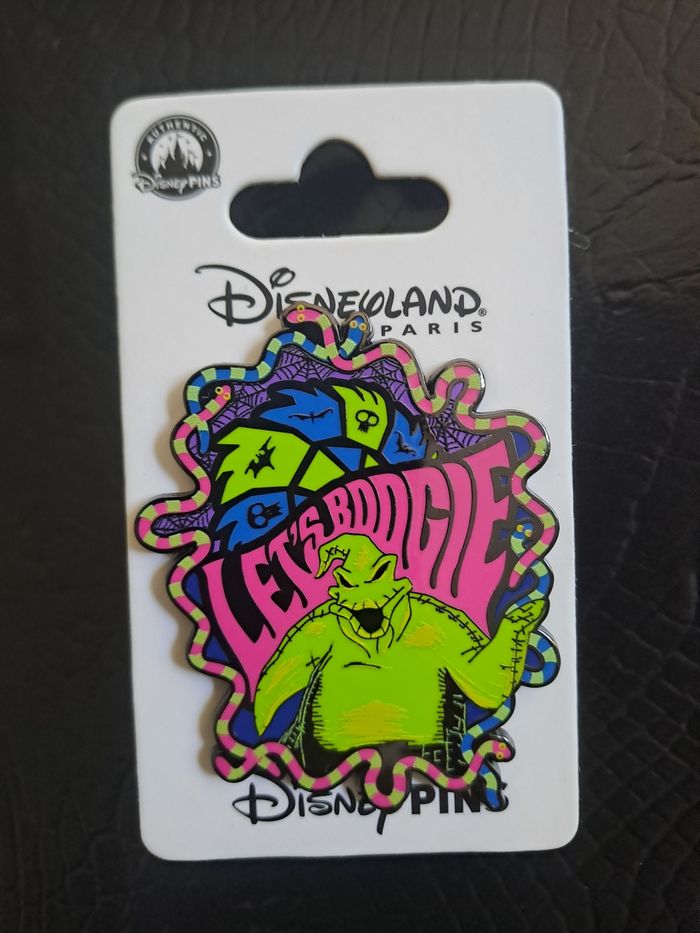 AUTHENTIC
DISNEY PINS
DISNEYLAND®
PARIS
LET'S BOOGIE
DISNEY PINS